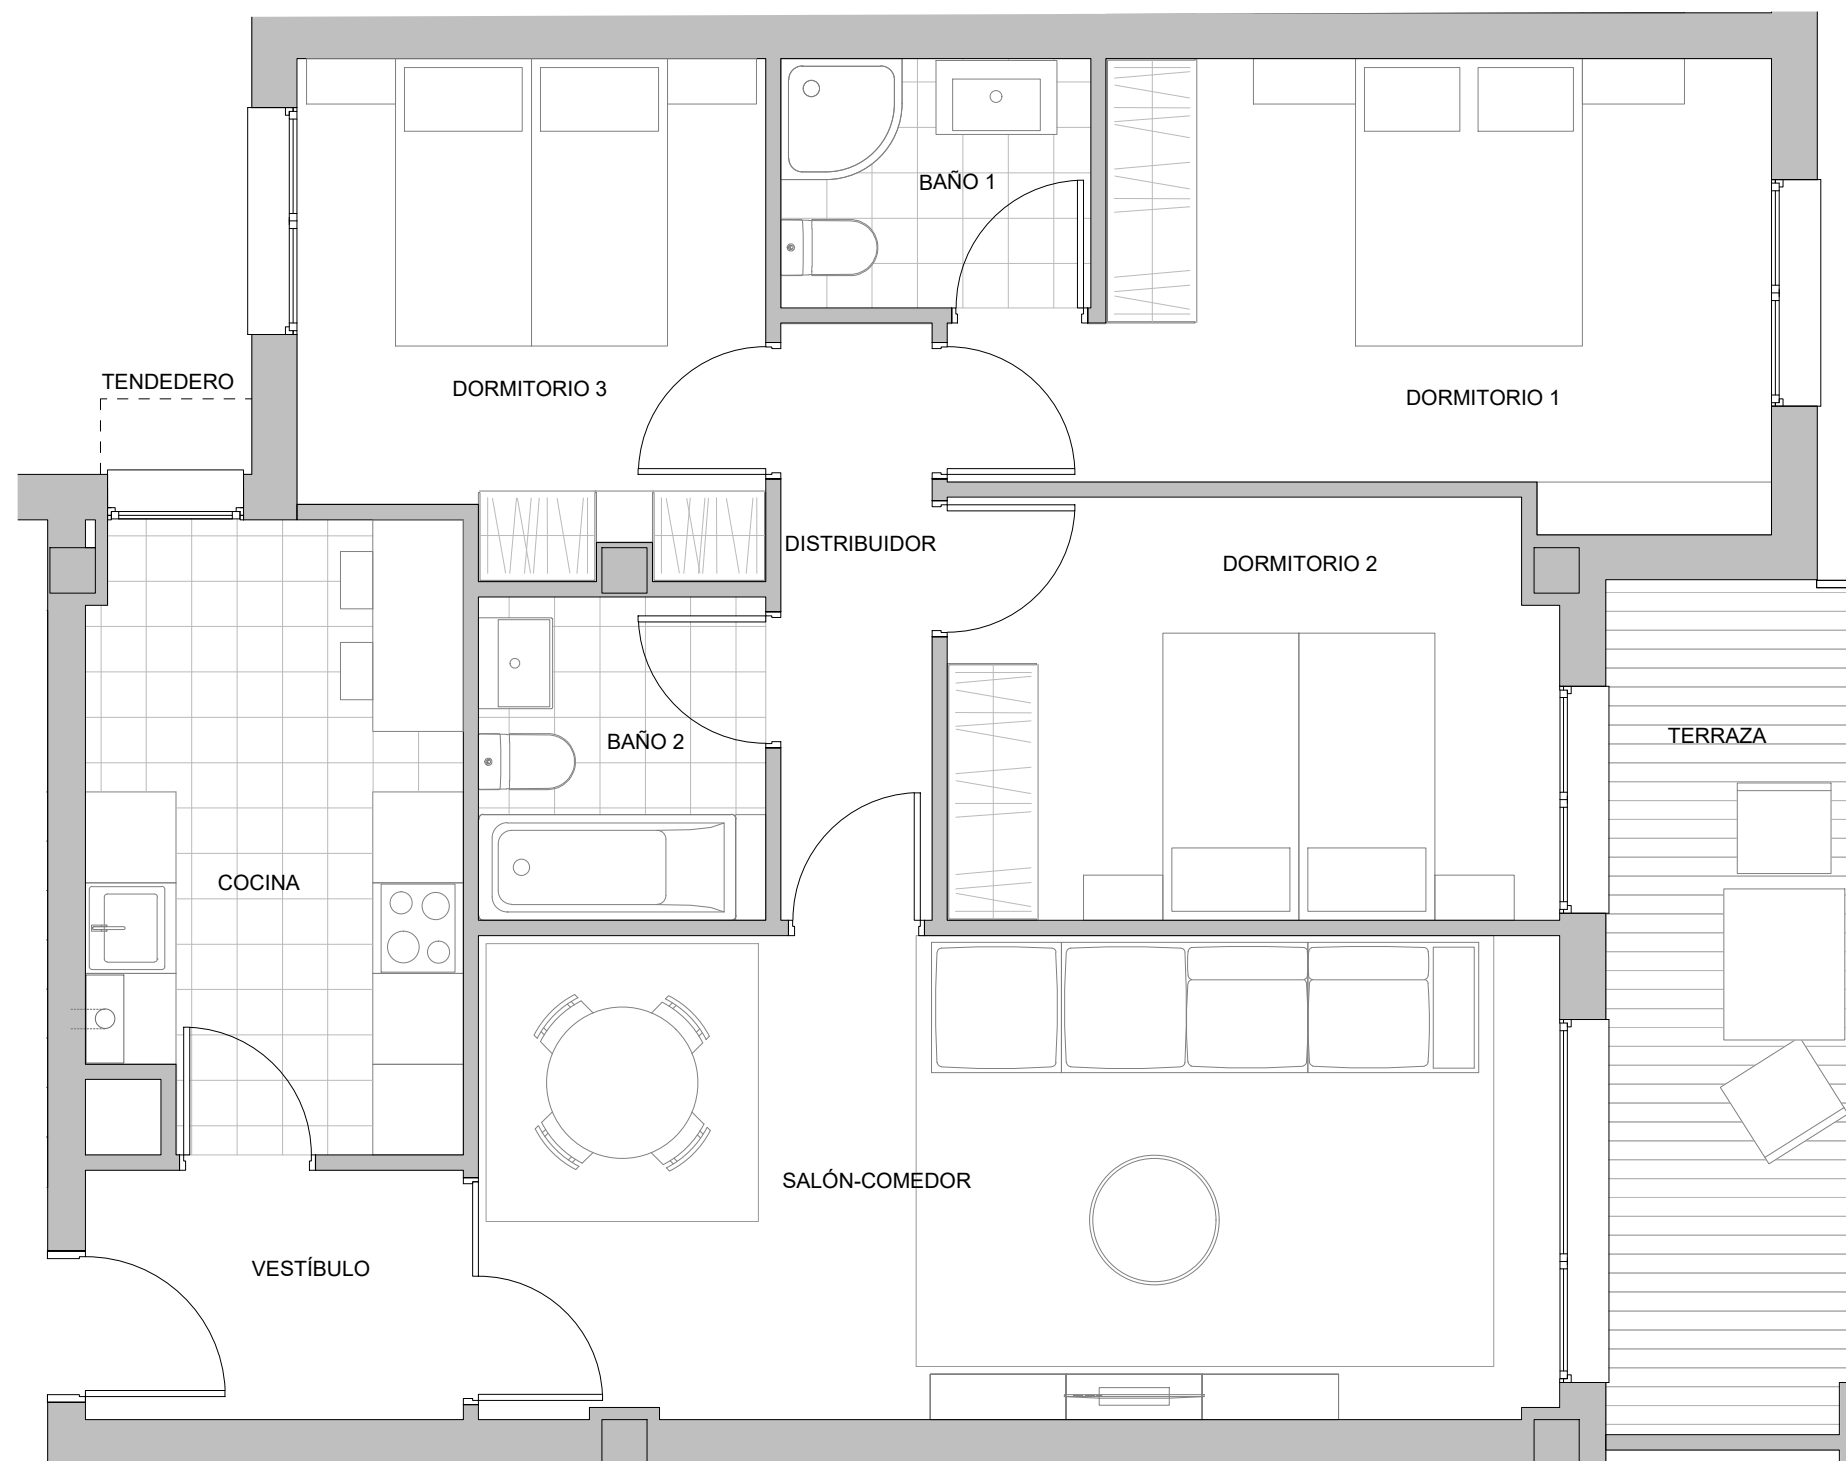 BAÑO 1
TENDEDERO
DORMITORIO 3
DORMITORIO 1
DISTRIBUIDOR
DORMITORIO 2
TERRAZA
BAÑO 2
COCINA
SALÓN-COMEDOR
VESTÍBULO